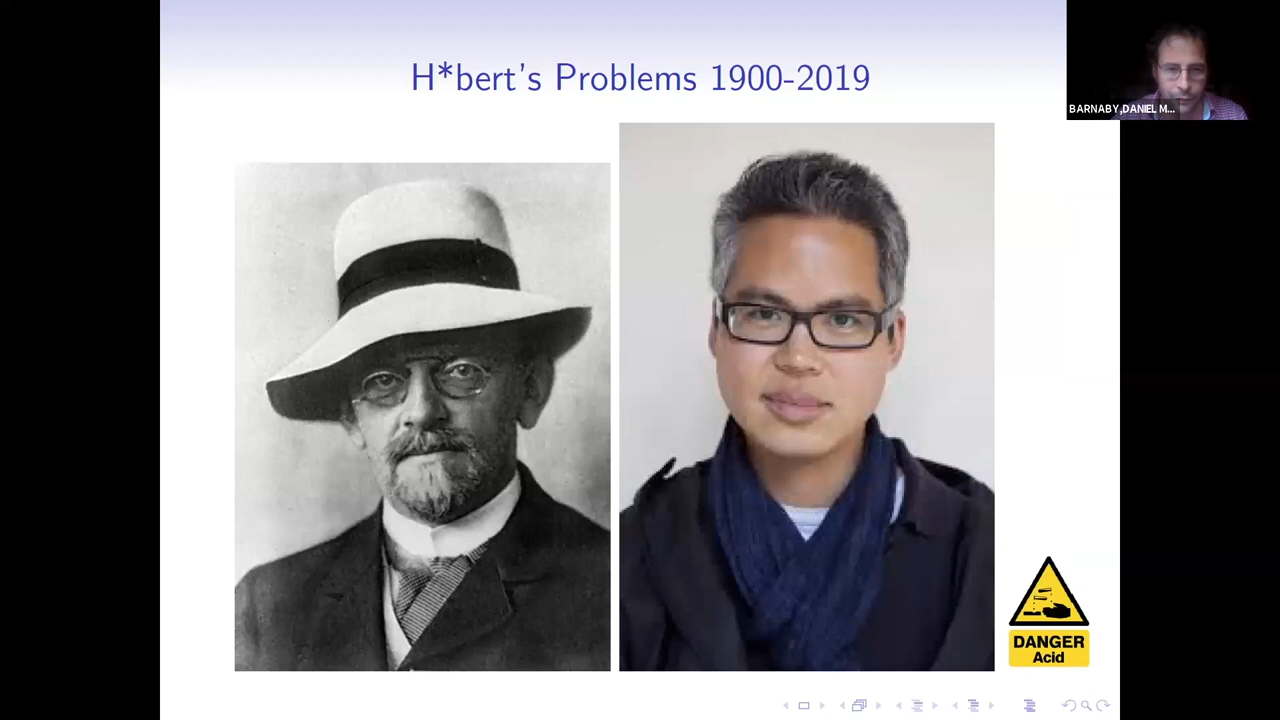 H*bert's Problems 1900-2019
BARNABY,DANIEL M...
DANGER
Acid